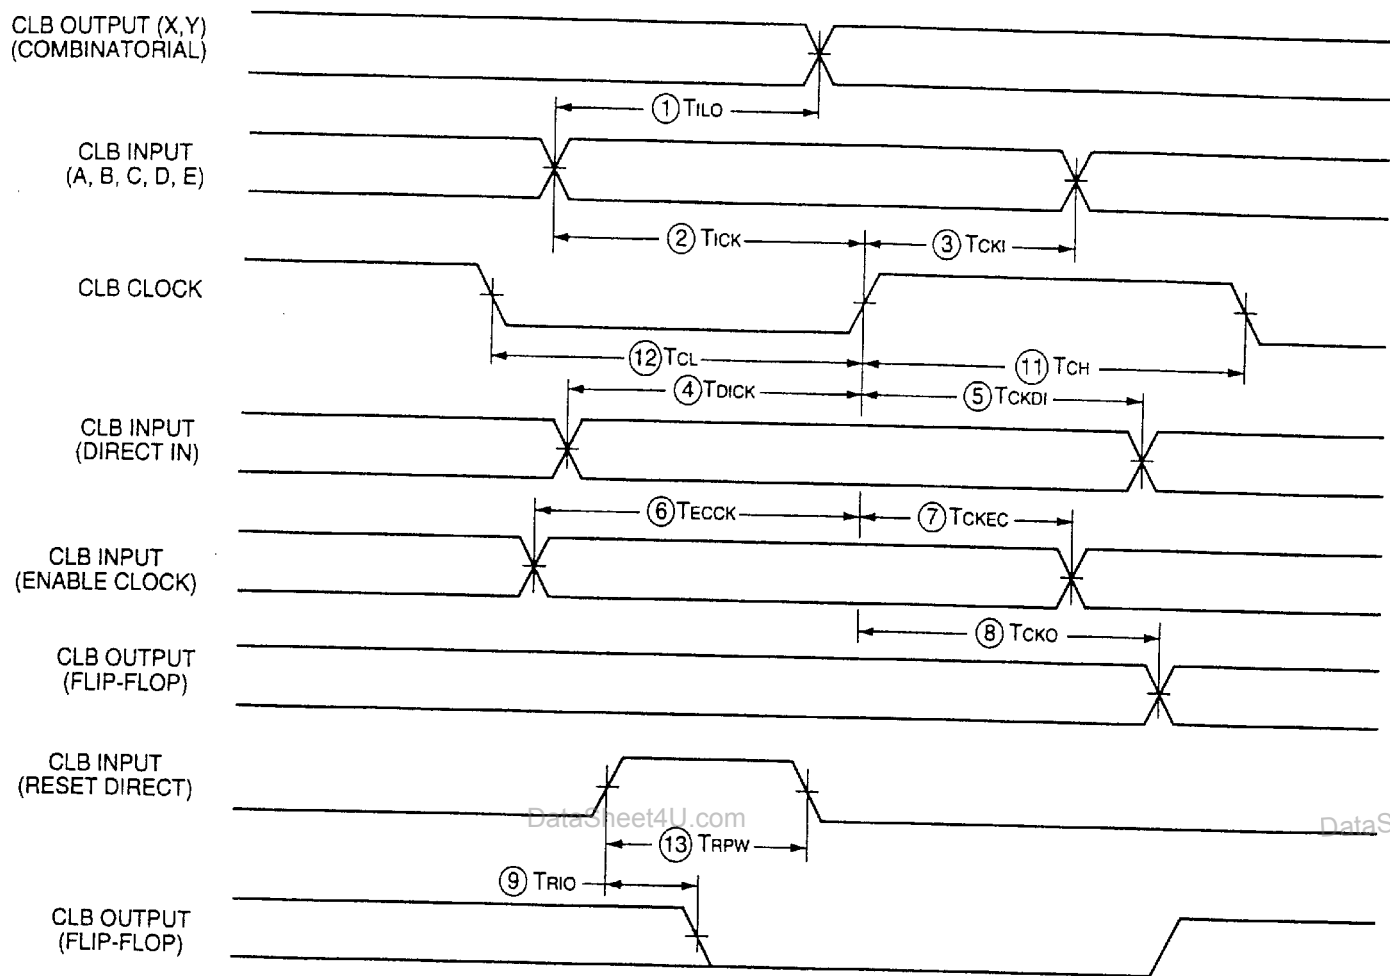 CLB OUTPUT (X,Y)
(COMBINATORIAL)
① TILO
CLB INPUT
(A, B, C, D, E)
② TICK
③ TCKI
CLB CLOCK
⑫ TCL
⑪ TCH
④ TDICK
⑤ TCKDI
CLB INPUT
(DIRECT IN)
⑥ TECCK
⑦ TCKEC
CLB INPUT
(ENABLE CLOCK)
⑧ TCKO
CLB OUTPUT
(FLIP-FLOP)
CLB INPUT
(RESET DIRECT)
DataSheet4U.com
DataS
⑬ TRPW
⑨ TRIO
CLB OUTPUT
(FLIP-FLOP)